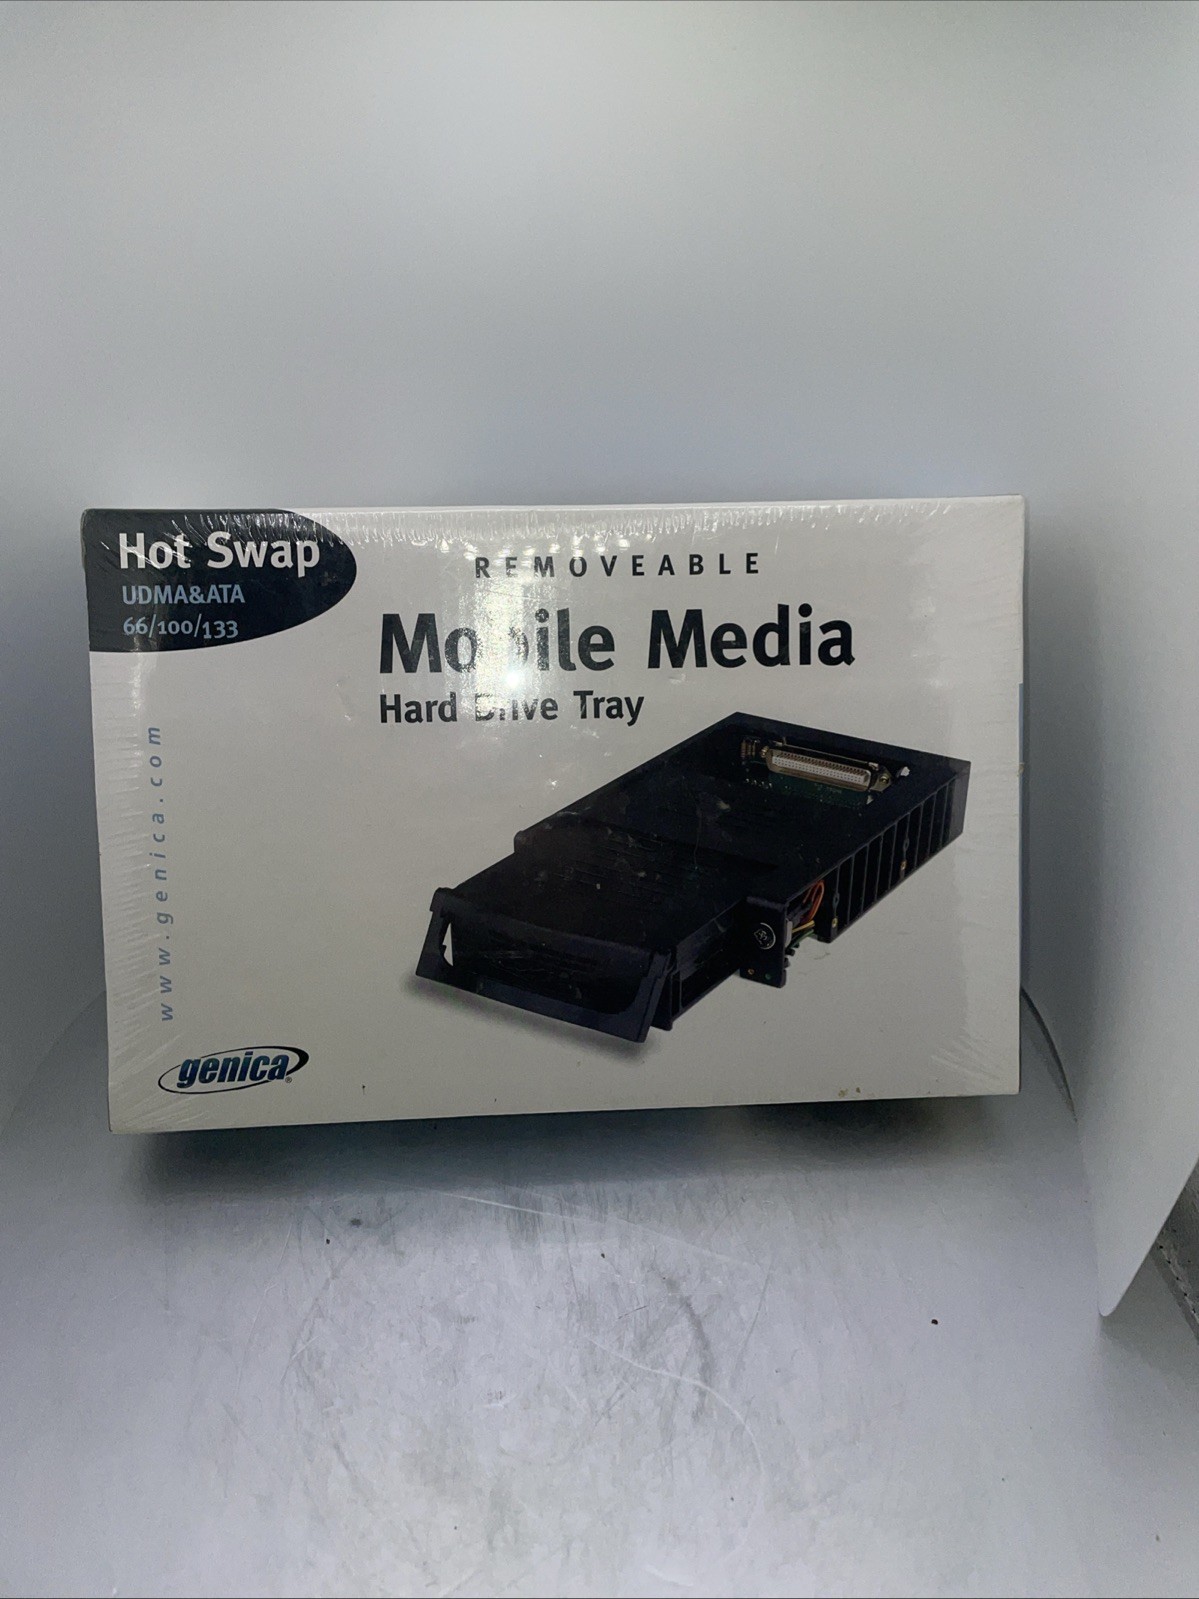 Hot Swap
UDMA&ATA
66/100/133
REMOVEABLE
Mobile Media
Hard Drive Tray
www.genica.com
genica®